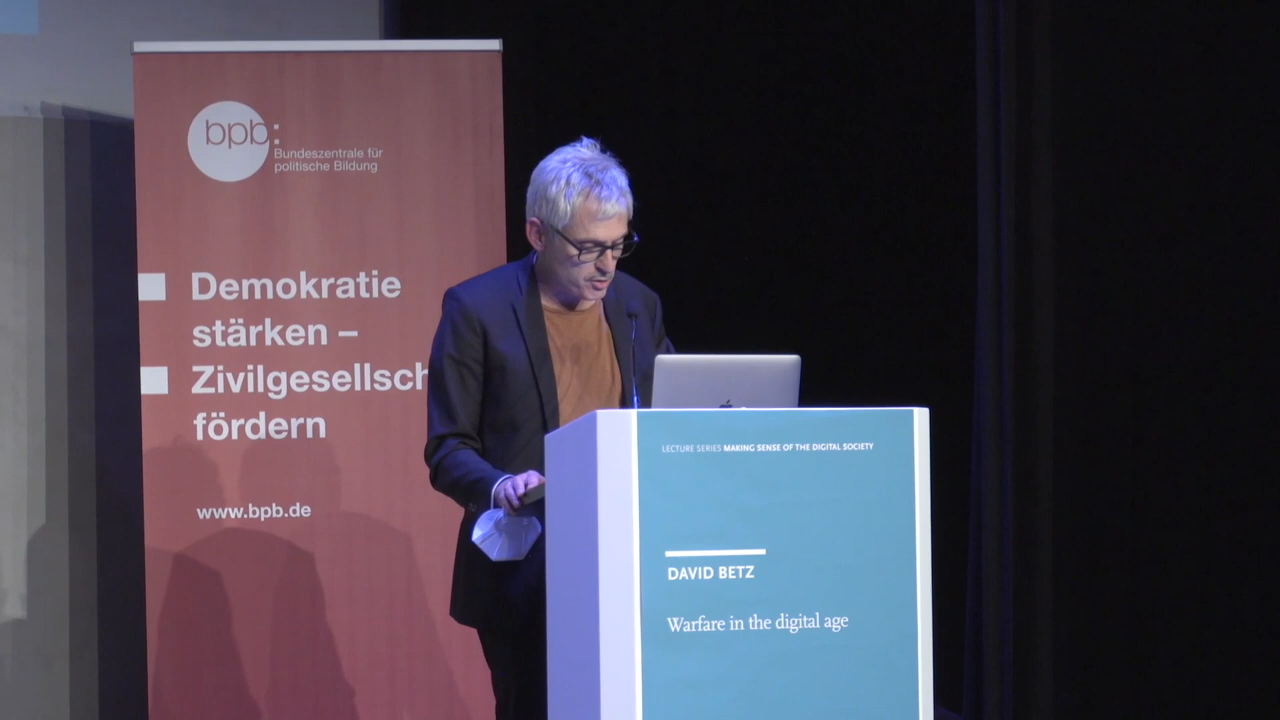 bpb:
Bundeszentrale für
politische Bildung
Demokratie
stärken –
Zivilgesellsch
fördern
www.bpb.de
LECTURE SERIES MAKING SENSE OF THE DIGITAL SOCIETY
DAVID BETZ
Warfare in the digital age